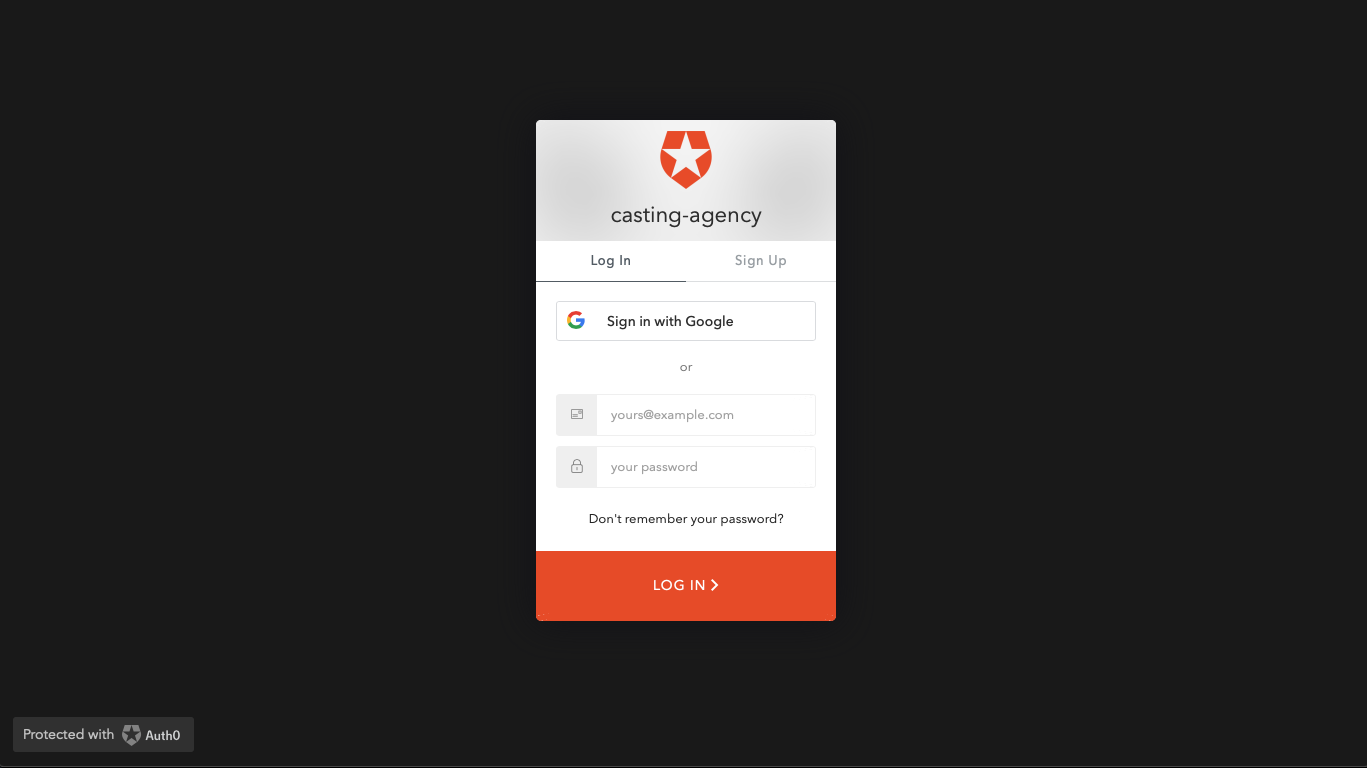 casting-agency
Log In Sign Up
Sign in with Google
or
yours@example.com
your password
Don't remember your password?
LOG IN
Protected with Auth0